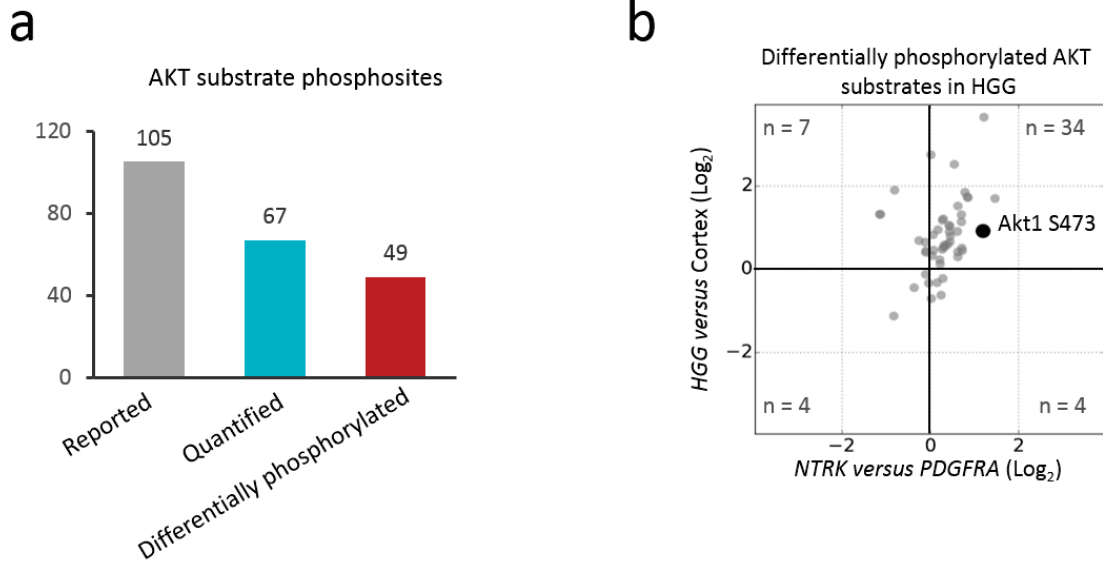 a
AKT substrate phosphosites
120
80
40
0
105
67
49
Reported
Quantified
Differentially phosphorylated
b
Differentially phosphorylated AKT
substrates in HGG
n = 7
n = 34
Akt1 S473
n = 4
n = 4
HGG versus Cortex (Log₂)
2
0
−2
−2
0
2
NTRK versus PDGFRA (Log₂)